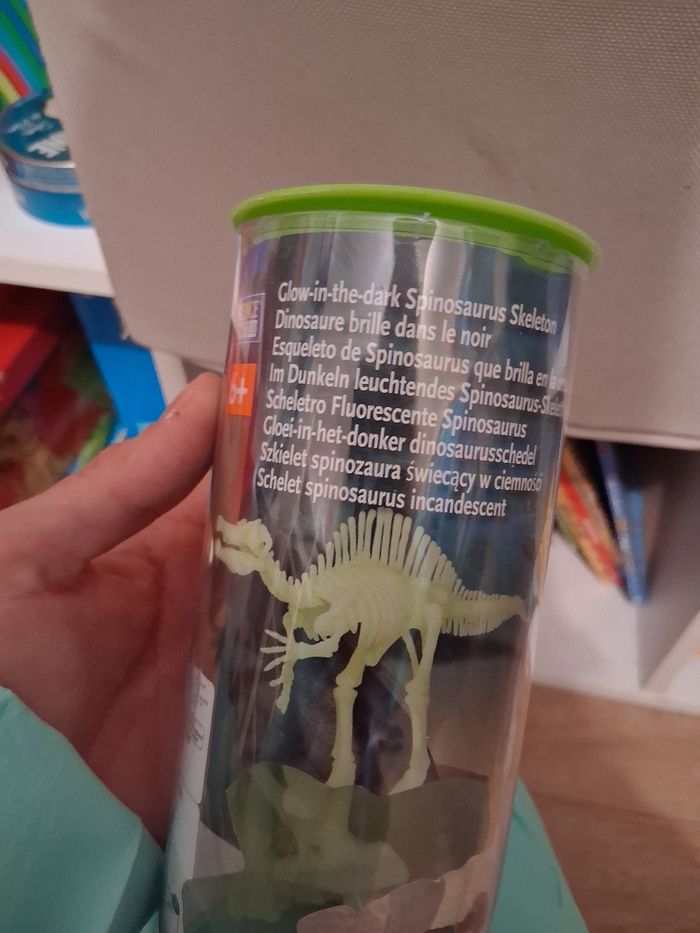 Glow-in-the-dark Spinosaurus Skeleton
Dinosaure brille dans le noir
Esqueleto de Spinosaurus que brilla en la
Im Dunkeln leuchtendes Spinosaurus-Skelett
Scheletro Fluorescente Spinosaurus
Gloei-in-het-donker dinosaurusschedel
Szkielet spinozaura świecący w ciemności
Schelet spinosaurus incandescent